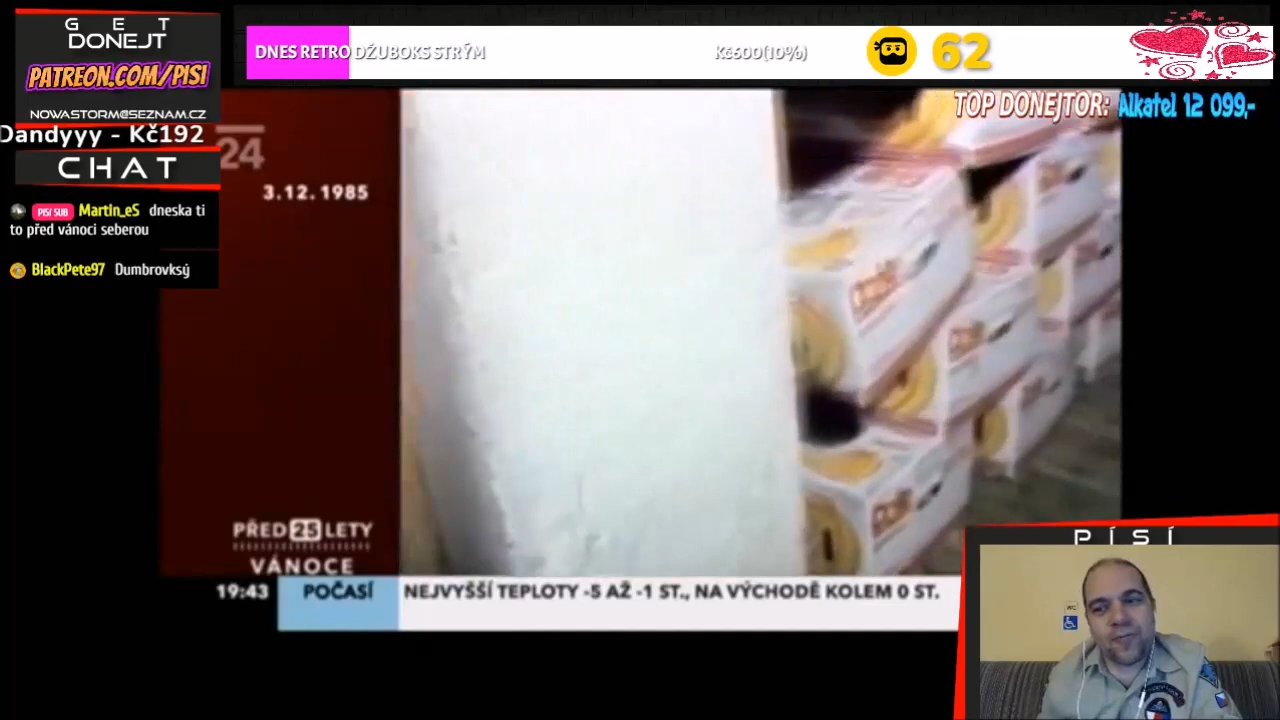 GET
DONEJT
PATREON.COM/PISI
NOWASTORM@SEZNAM.CZ
Dandyyy - Kč192
CHAT
PISI SUB Martin_eS dneska ti
to před vánoci seberou
BlackPete97 Dumbrovksý
DNES RETRO DŽUBOKS STRÝM
Kč600(10%)
62
TOP DONEJTOR: Alkatel 12 099,-
24
3.12.1985
PŘED 25 LETY
VÁNOCE
19:43
POČASÍ
NEJVYŠŠÍ TEPLOTY -5 AŽ -1 ST., NA VÝCHODĚ KOLEM 0 ST.
PÍSÍ
WC